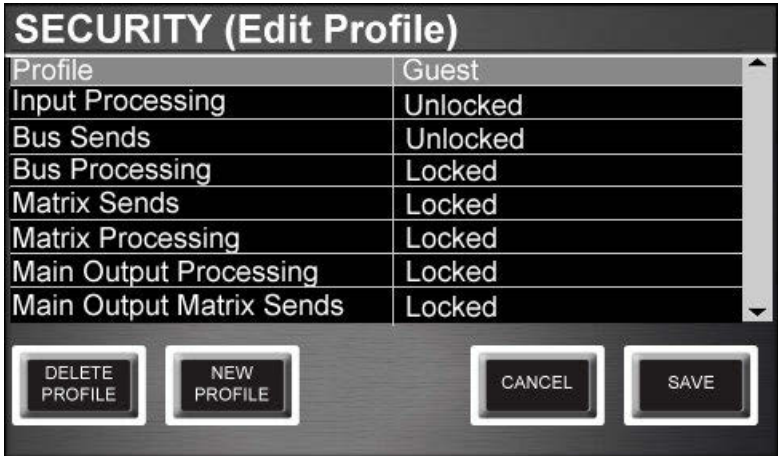 SECURITY (Edit Profile)
Profile Guest
Input Processing Unlocked
Bus Sends Unlocked
Bus Processing Locked
Matrix Sends Locked
Matrix Processing Locked
Main Output Processing Locked
Main Output Matrix Sends Locked
DELETE
PROFILE
NEW
PROFILE
CANCEL
SAVE